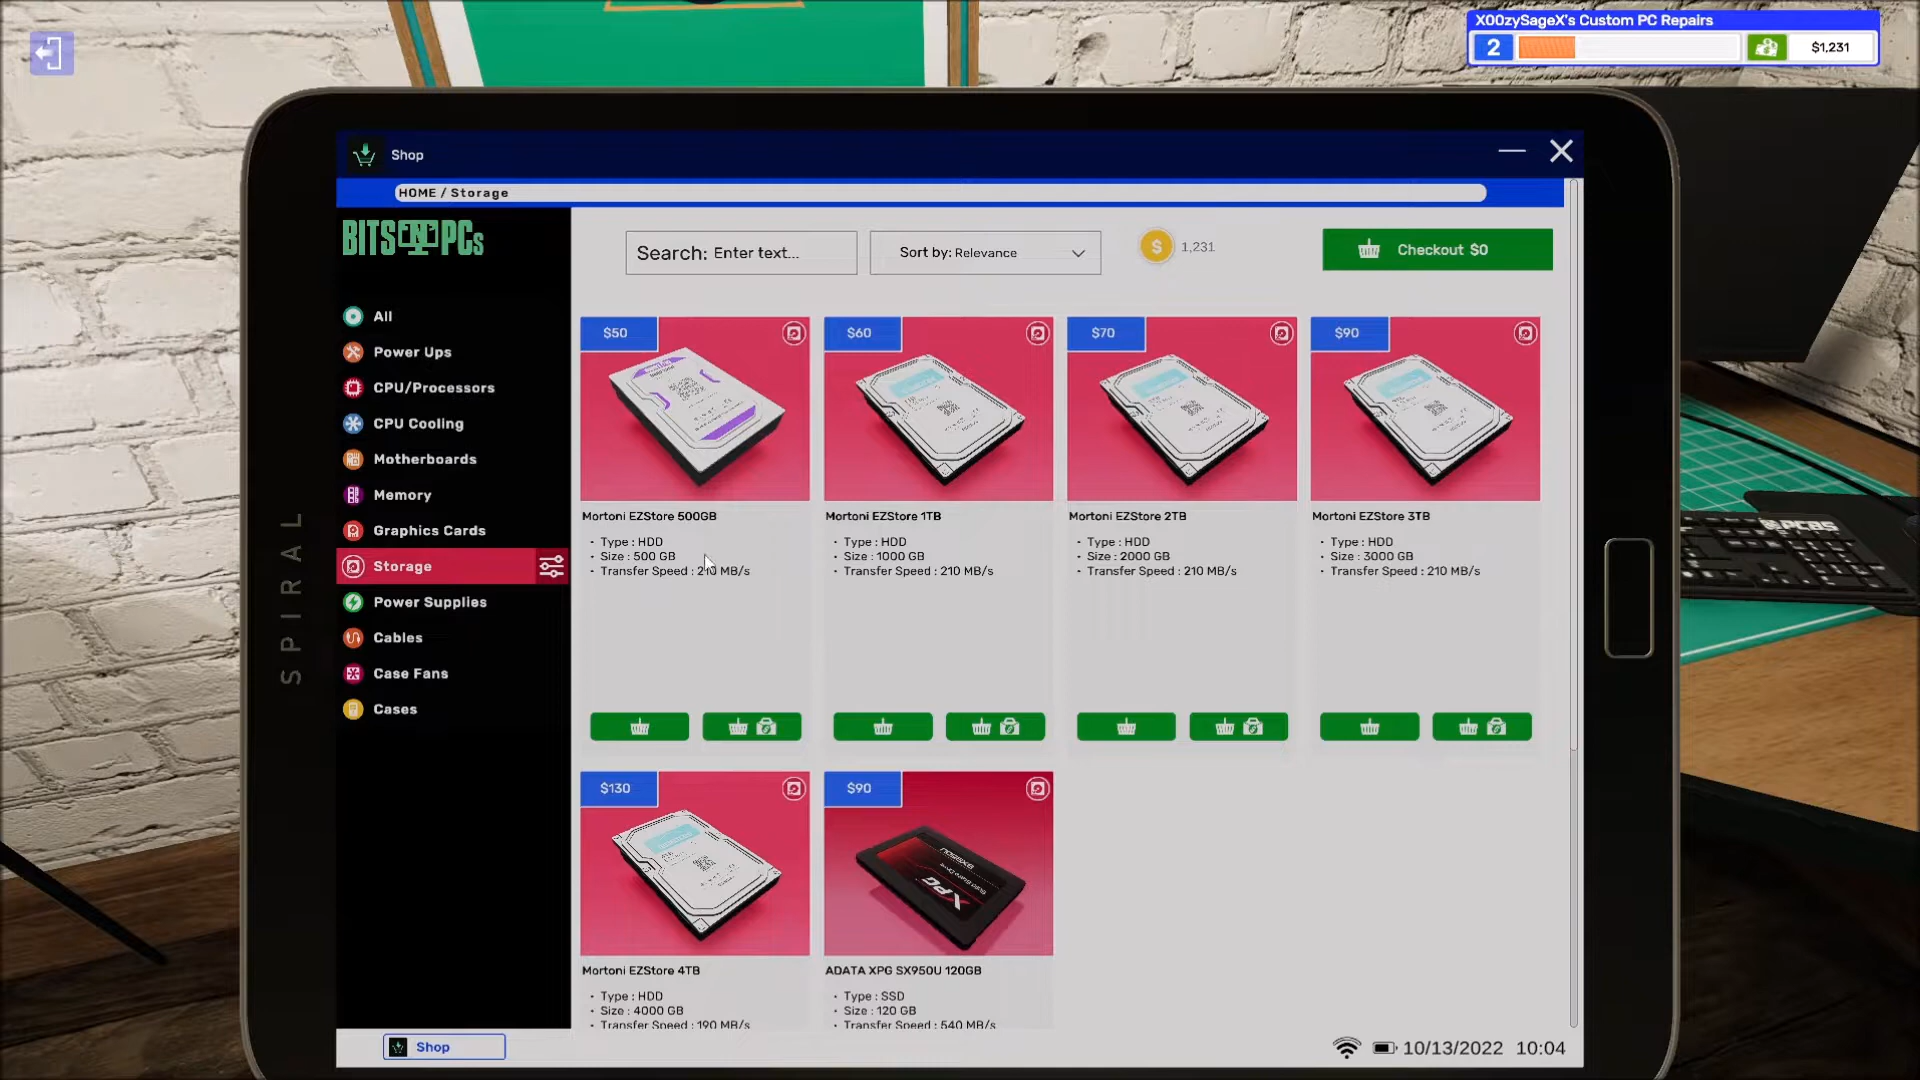 X00zySageX's Custom PC Repairs
2
$1,231
Shop
HOME / Storage
BITS N PCs
Search: Enter text...
Sort by: Relevance
$ 1,231
Checkout $0
All
Power Ups
CPU/Processors
CPU Cooling
Motherboards
Memory
Graphics Cards
Storage
Power Supplies
Cables
Case Fans
Cases
$50
Mortoni EZStore 500GB
• Type : HDD
• Size : 500 GB
• Transfer Speed : 210 MB/s
$60
Mortoni EZStore 1TB
• Type : HDD
• Size : 1000 GB
• Transfer Speed : 210 MB/s
$70
Mortoni EZStore 2TB
• Type : HDD
• Size : 2000 GB
• Transfer Speed : 210 MB/s
$90
Mortoni EZStore 3TB
• Type : HDD
• Size : 3000 GB
• Transfer Speed : 210 MB/s
$130
Mortoni EZStore 4TB
• Type : HDD
• Size : 4000 GB
• Transfer Speed : 190 MB/s
$90
XPG
ADATA XPG SX950U 120GB
• Type : SSD
• Size : 120 GB
• Transfer Speed : 540 MB/s
SPIRAL
Shop
10/13/2022 10:04